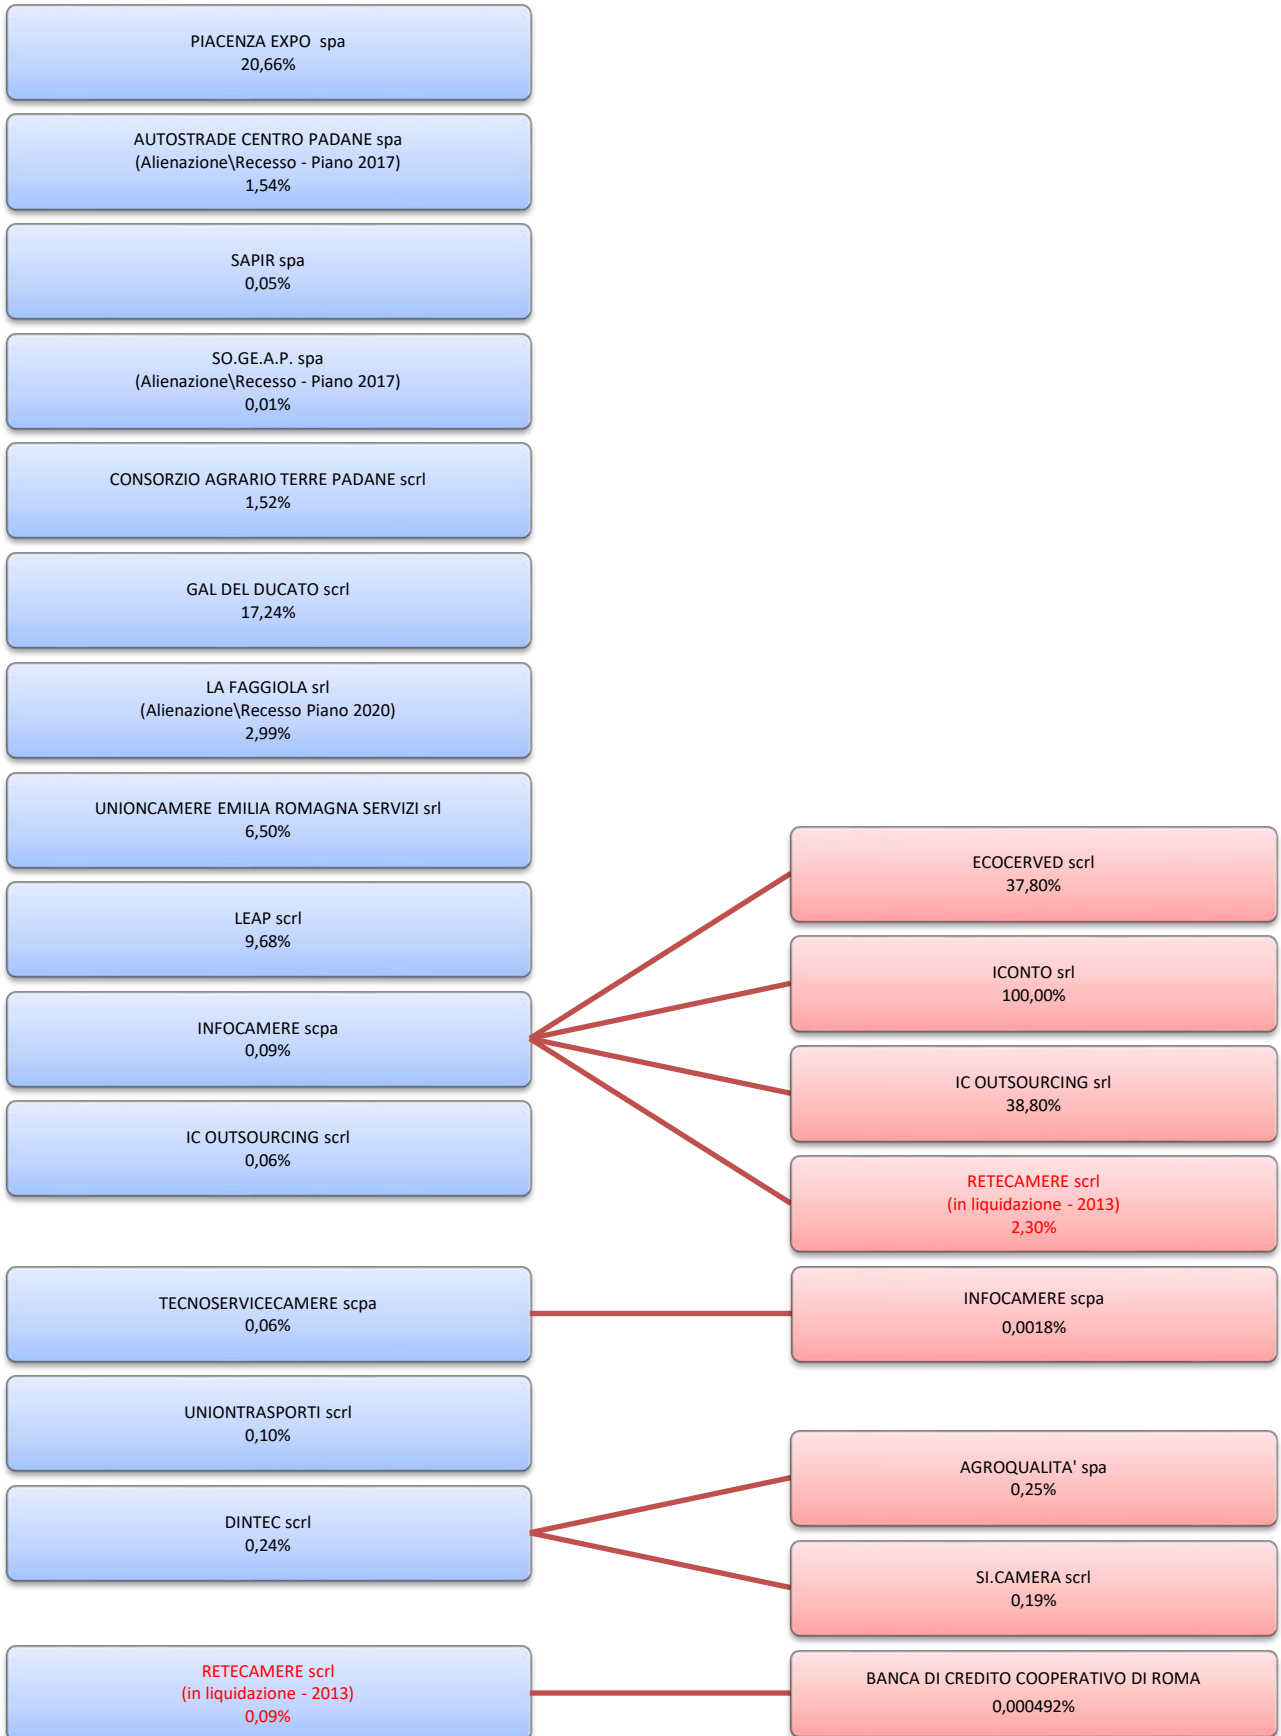 PIACENZA EXPO spa
20,66%
AUTOSTRADE CENTRO PADANE spa
(Alienazione\Recesso - Piano 2017)
1,54%
SAPIR spa
0,05%
SO.GE.A.P. spa
(Alienazione\Recesso - Piano 2017)
0,01%
CONSORZIO AGRARIO TERRE PADANE scrl
1,52%
GAL DEL DUCATO scrl
17,24%
LA FAGGIOLA srl
(Alienazione\Recesso Piano 2020)
2,99%
UNIONCAMERE EMILIA ROMAGNA SERVIZI srl
6,50%
LEAP scrl
9,68%
INFOCAMERE scpa
0,09%
IC OUTSOURCING scrl
0,06%
ECOCERVED scrl
37,80%
ICONTO srl
100,00%
IC OUTSOURCING srl
38,80%
RETECAMERE scrl
(in liquidazione - 2013)
2,30%
TECNOSERVICECAMERE scpa
0,06%
INFOCAMERE scpa
0,0018%
UNIONTRASPORTI scrl
0,10%
DINTEC scrl
0,24%
AGROQUALITA' spa
0,25%
SI.CAMERA scrl
0,19%
RETECAMERE scrl
(in liquidazione - 2013)
0,09%
BANCA DI CREDITO COOPERATIVO DI ROMA
0,000492%